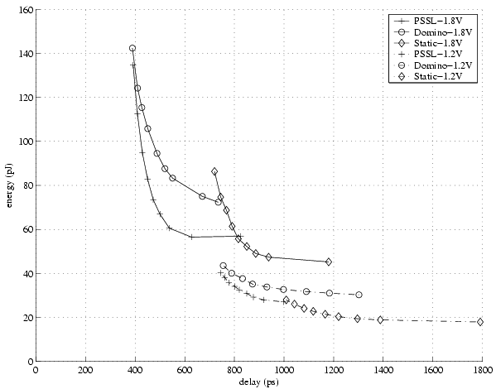 160
140
120
100
80
60
40
20
0
energy (pJ)
PSSL−1.8V
Domino−1.8V
Static−1.8V
PSSL−1.2V
Domino−1.2V
Static−1.2V
0 200 400 600 800 1000 1200 1400 1600 1800
delay (ps)